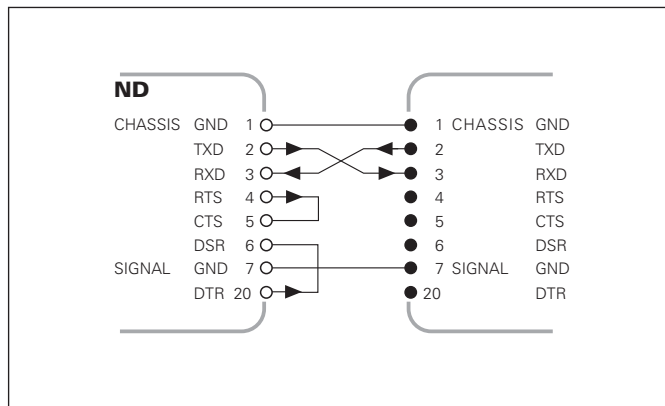 ND
CHASSIS GND 1 1 CHASSIS GND
TXD 2 2 TXD
RXD 3 3 RXD
RTS 4 4 RTS
CTS 5 5 CTS
DSR 6 6 DSR
SIGNAL GND 7 7 SIGNAL GND
DTR 20 20 DTR